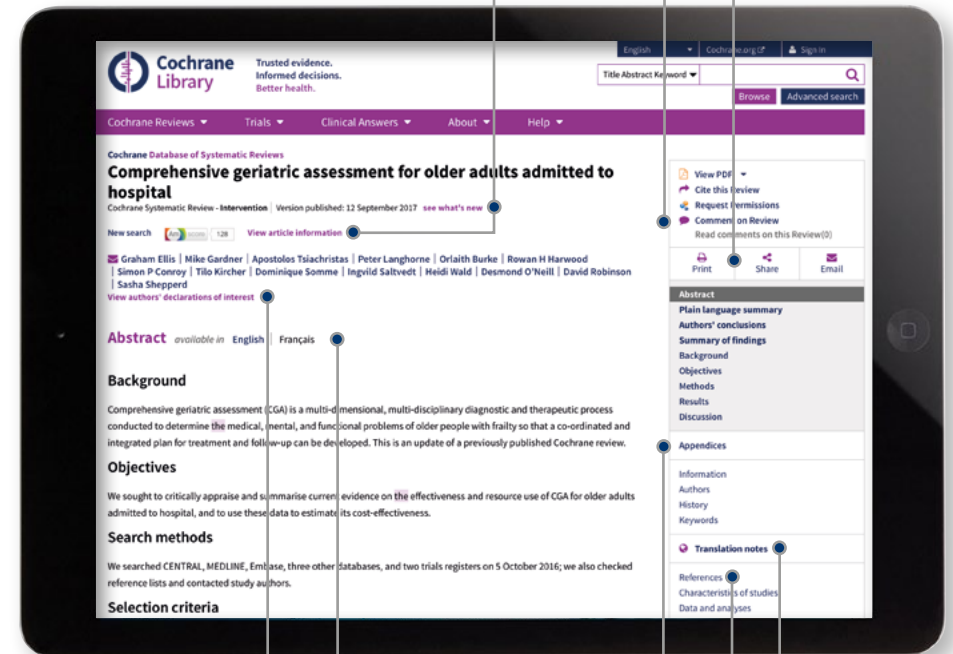 English
Cochrane.org
Sign in
Cochrane
Library
Trusted evidence.
Informed decisions.
Better health.
Title Abstract Keyword
Browse
Advanced search
Cochrane Reviews
Trials
Clinical Answers
About
Help
Cochrane Database of Systematic Reviews
Comprehensive geriatric assessment for older adults admitted to
hospital
Cochrane Systematic Review - Intervention | Version published: 12 September 2017 see what's new
New search
Am score 128
View article information
Graham Ellis | Mike Gardner | Apostolos Tsiachristas | Peter Langhorne | Orlaith Burke | Rowan H Harwood
| Simon P Conroy | Tilo Kircher | Dominique Somme | Ingvild Saltvedt | Heidi Wald | Desmond O'Neill | David Robinson
| Sasha Shepperd
View authors' declarations of interest
Abstract available in English | Français
Background
Comprehensive geriatric assessment (CGA) is a multi-dimensional, multi-disciplinary diagnostic and therapeutic process
conducted to determine the medical, mental, and functional problems of older people with frailty so that a co-ordinated and
integrated plan for treatment and follow-up can be developed. This is an update of a previously published Cochrane review.
Objectives
We sought to critically appraise and summarise current evidence on the effectiveness and resource use of CGA for older adults
admitted to hospital, and to use these data to estimate its cost-effectiveness.
Search methods
We searched CENTRAL, MEDLINE, Embase, three other databases, and two trials registers on 5 October 2016; we also checked
reference lists and contacted study authors.
Selection criteria
View PDF
Cite this Review
Request Permissions
Comment on Review
Read comments on this Review(0)
Print
Share
Email
Abstract
Plain language summary
Authors' conclusions
Summary of findings
Background
Objectives
Methods
Results
Discussion
Appendices
Information
Authors
History
Keywords
Translation notes
References
Characteristics of studies
Data and analyses